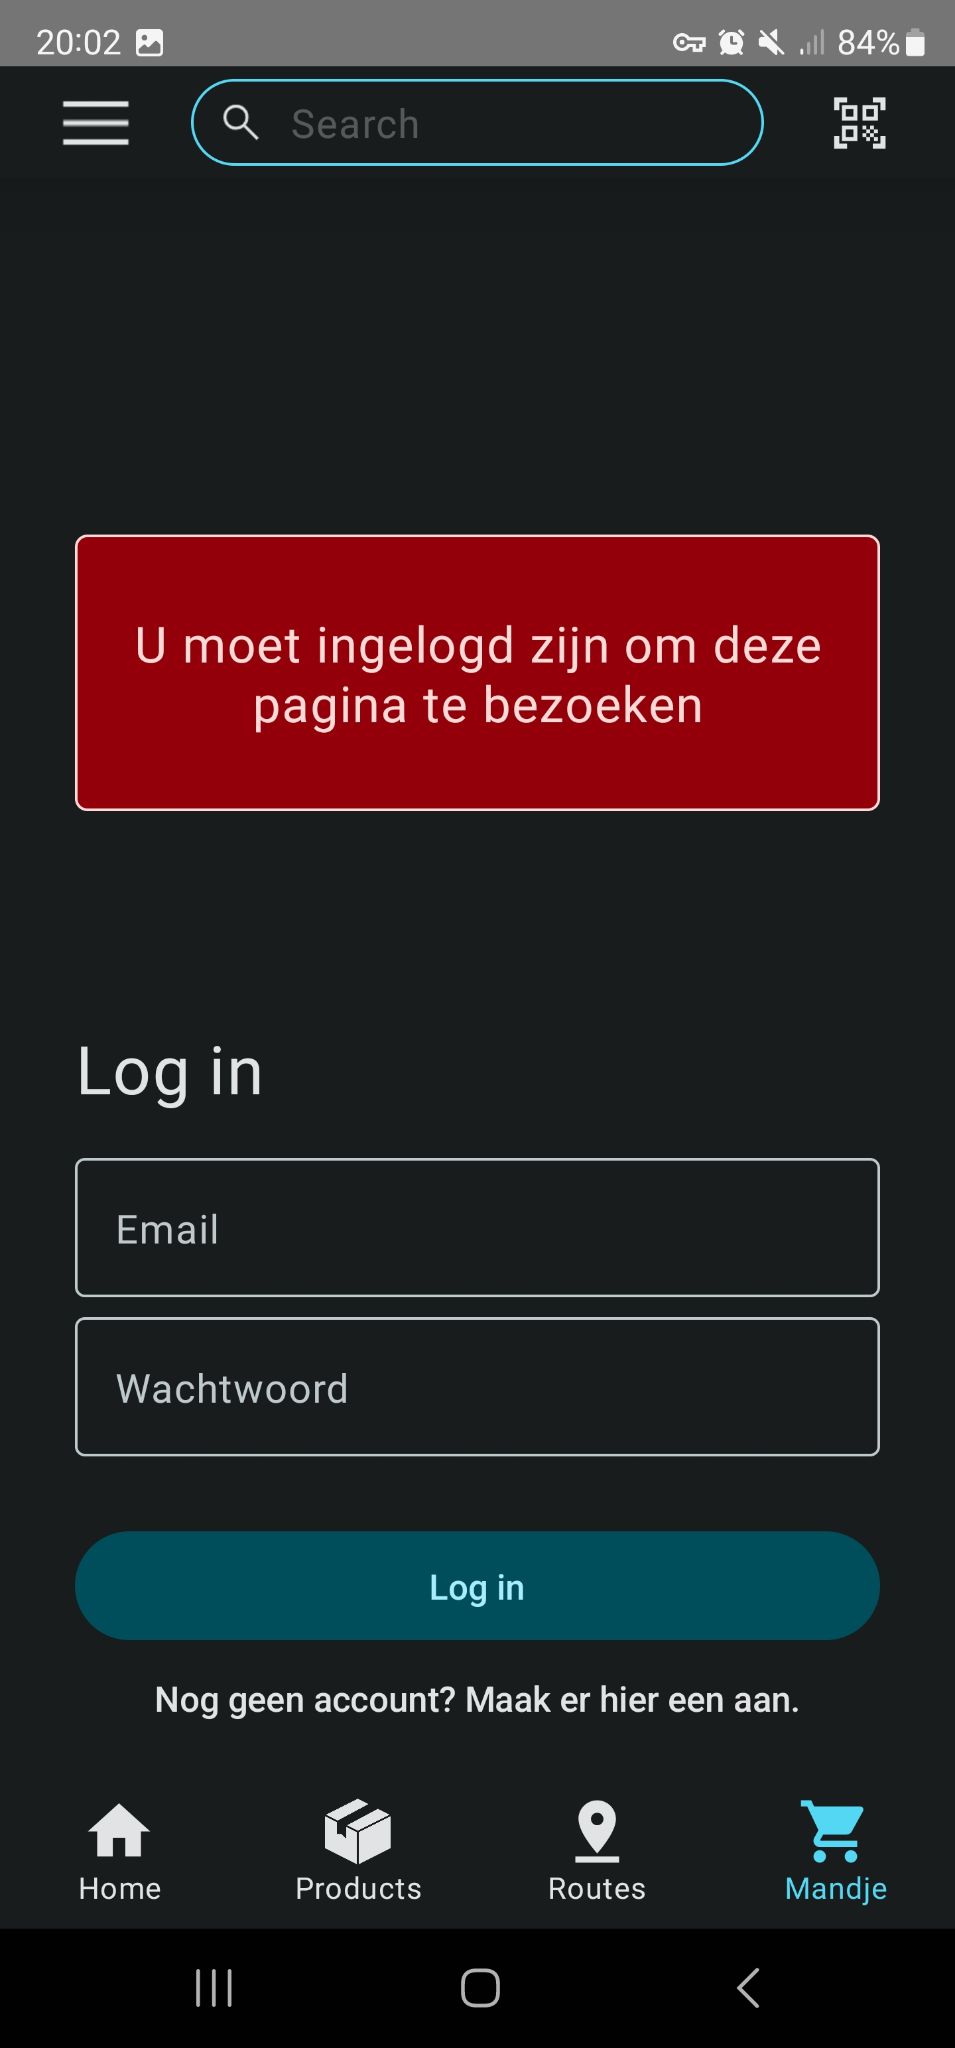 20:02
84%
Search
U moet ingelogd zijn om deze
pagina te bezoeken
Log in
Email
Wachtwoord
Log in
Nog geen account? Maak er hier een aan.
Home
Products
Routes
Mandje